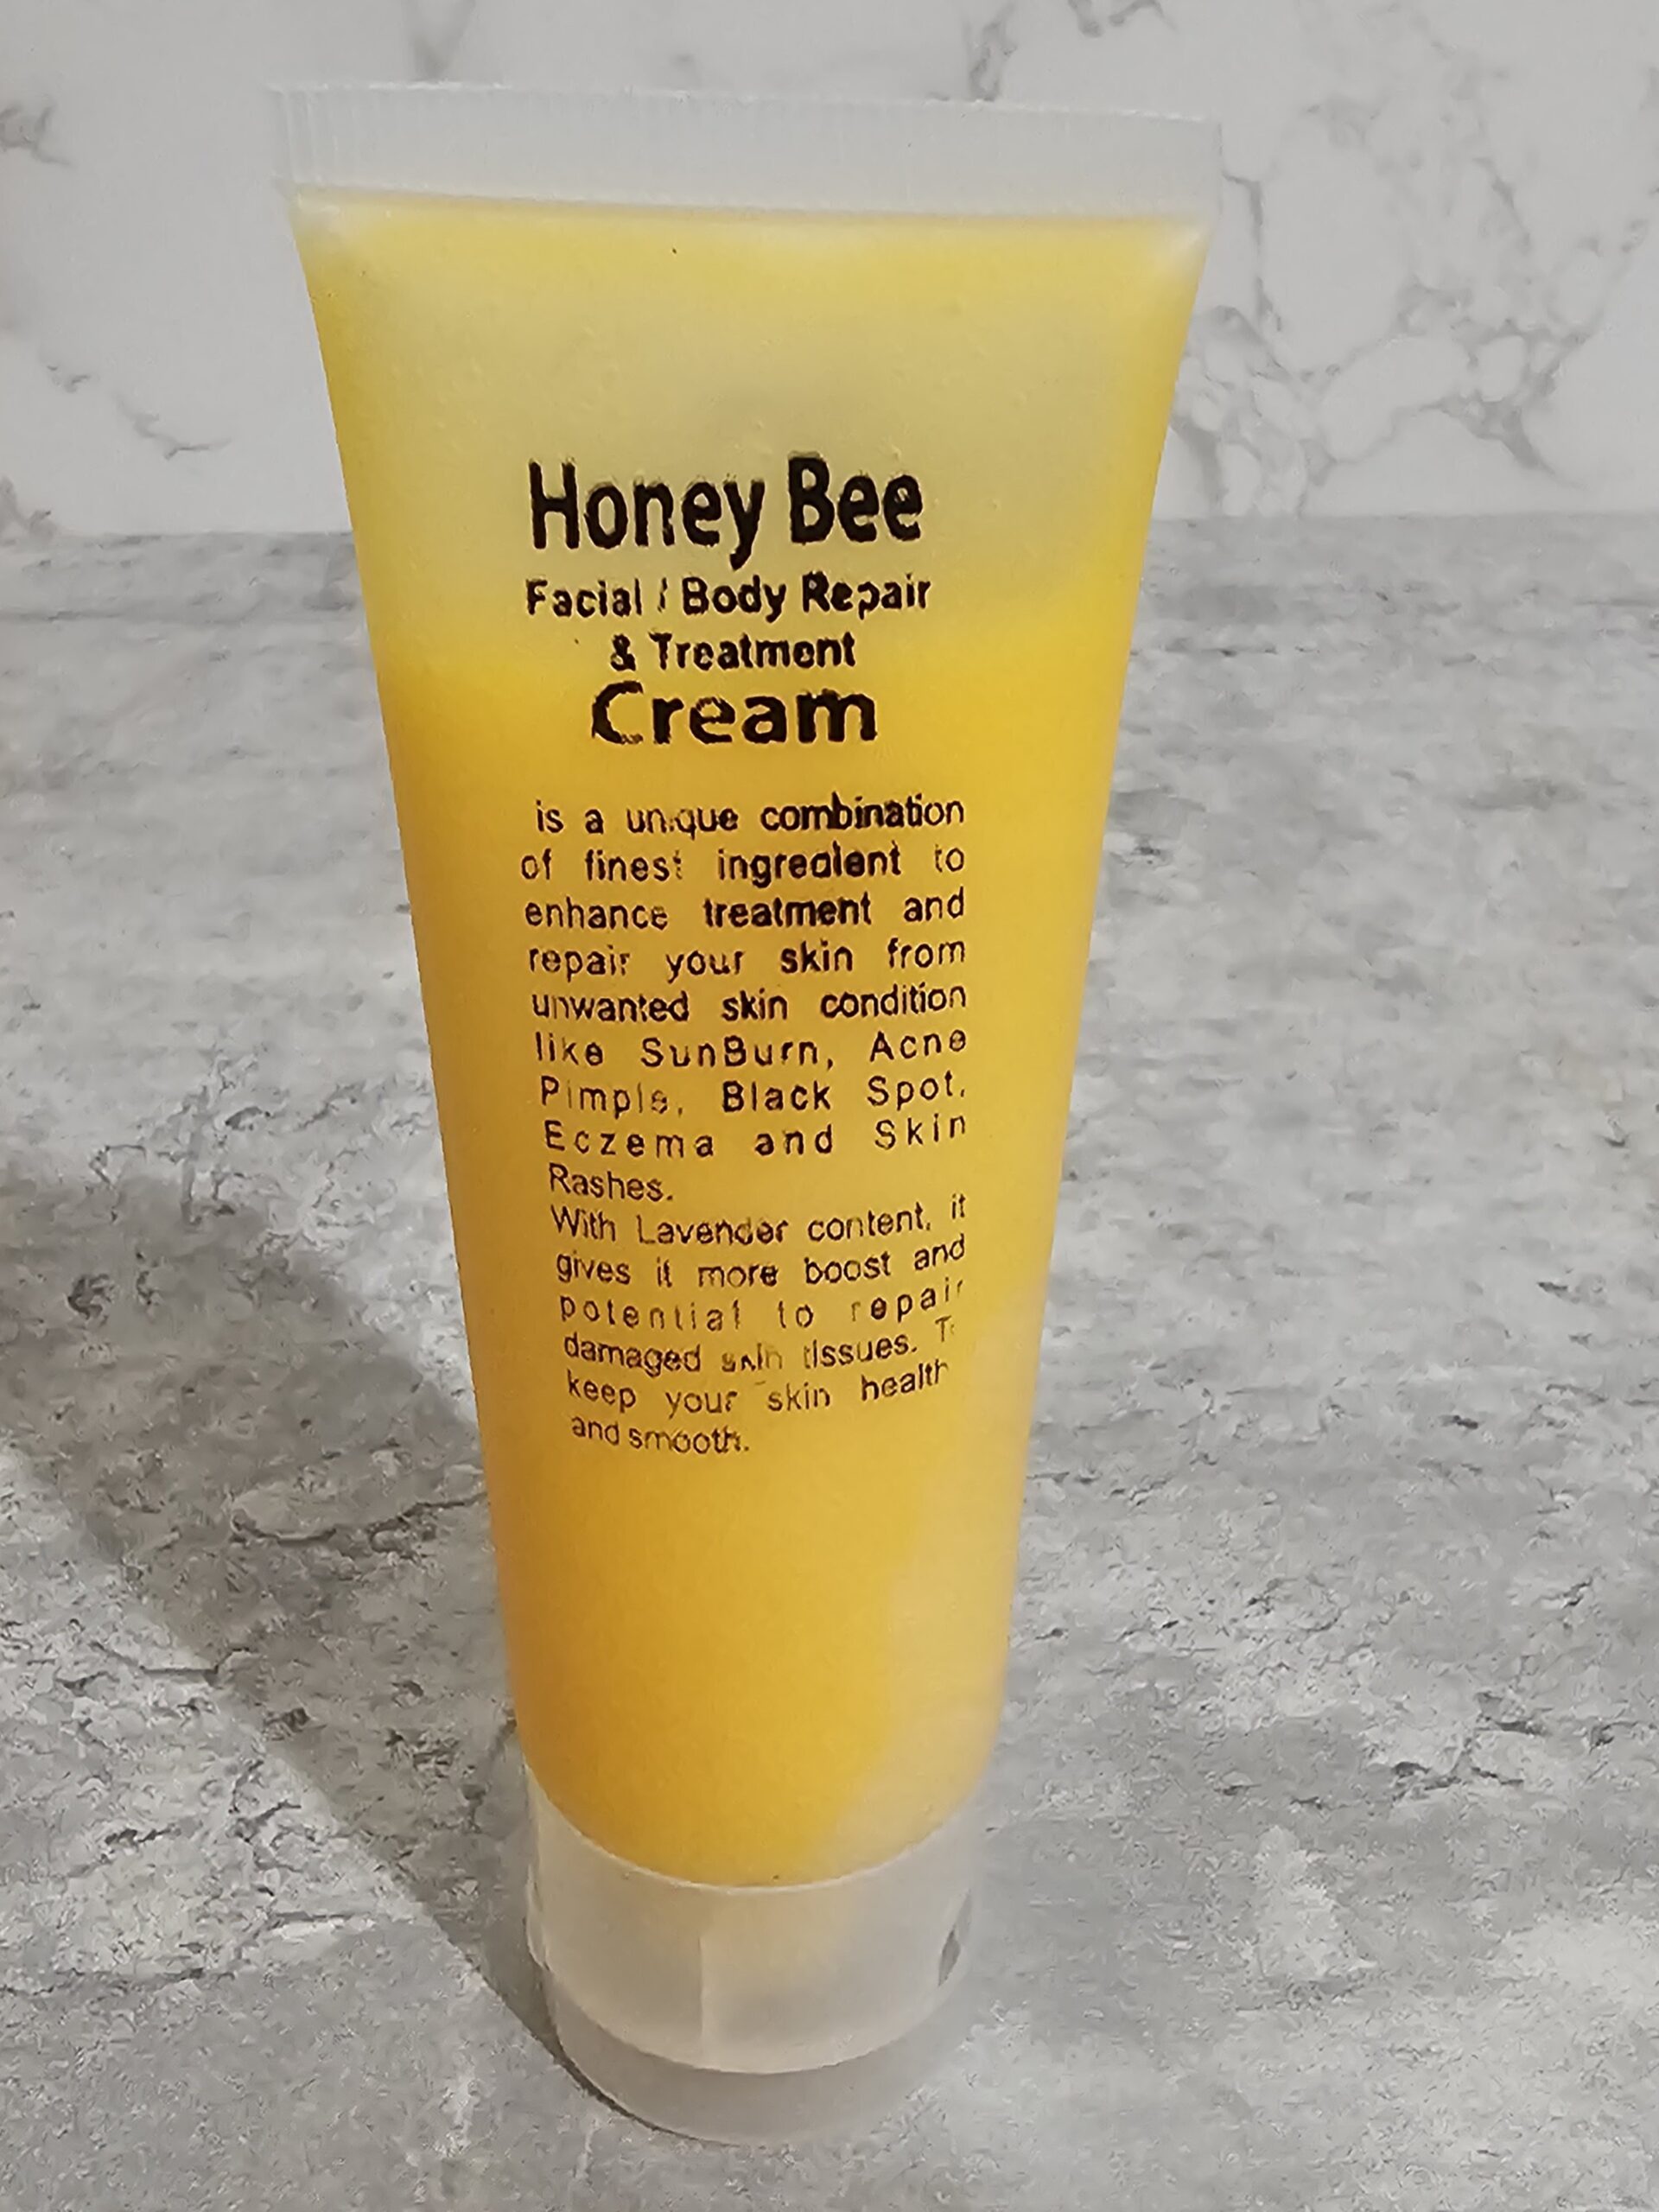 Honey Bee
Facial / Body Repair
& Treatment
Cream
is a unique combination
of finest ingredient to
enhance treatment and
repair your skin from
unwanted skin condition
like SunBurn, Acne
Pimple, Black Spot,
Eczema and Skin
Rashes.
With Lavender content, it
gives it more boost and
potential to repair
damaged skin tissues.
keep your skin health
and smooth.